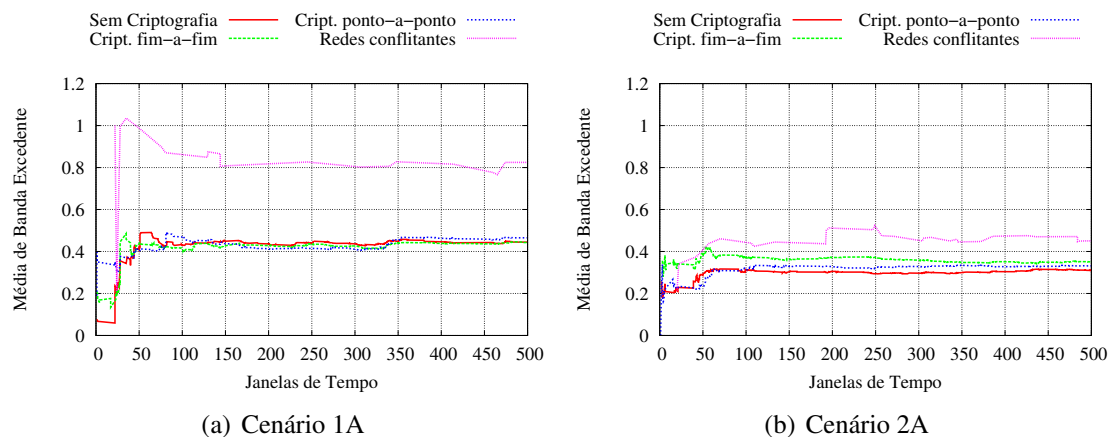 Sem Criptografia
Cript. fim−a−fim
Cript. ponto−a−ponto
Redes conflitantes
Média de Banda Excedente
1.2
1
0.8
0.6
0.4
0.2
0
0 50 100 150 200 250 300 350 400 450 500
Janelas de Tempo
(a) Cenário 1A
Sem Criptografia
Cript. fim−a−fim
Cript. ponto−a−ponto
Redes conflitantes
Média de Banda Excedente
1.2
1
0.8
0.6
0.4
0.2
0
0 50 100 150 200 250 300 350 400 450 500
Janelas de Tempo
(b) Cenário 2A